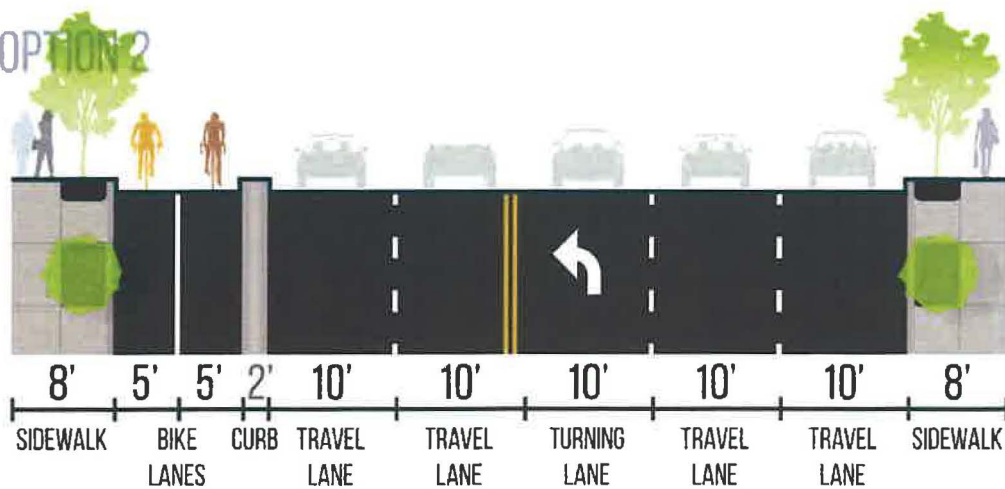 OPTION 2
8' 5' 5' 2' 10' 10' 10' 10' 10' 8'
SIDEWALK BIKE CURB TRAVEL TRAVEL TURNING TRAVEL TRAVEL SIDEWALK
LANES LANE LANE LANE LANE LANE